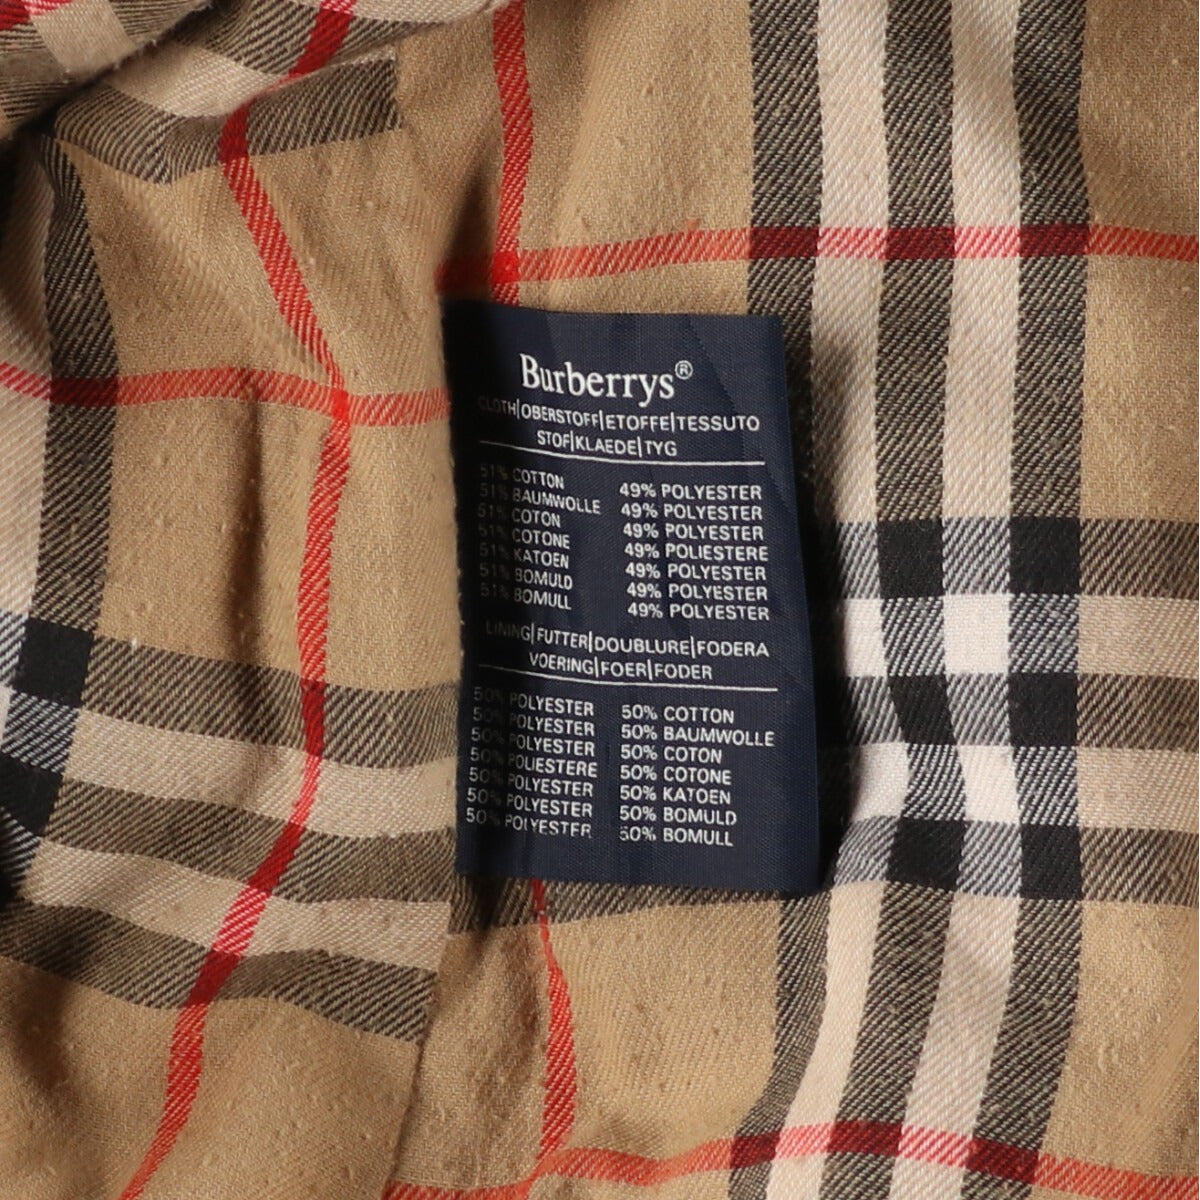 Burberrys®
CLOTH|OBERSTOFF|ETOFFE|TESSUTO
STOF|KLAEDE|TYG
51% COTTON 49% POLYESTER
51% BAUMWOLLE 49% POLYESTER
51% COTON 49% POLYESTER
51% COTONE 49% POLIESTERE
51% KATOEN 49% POLYESTER
51% BOMULD 49% POLYESTER
51% BOMULL 49% POLYESTER
LINING|FUTTER|DOUBLURE|FODERA
VOERING|FOER|FODER
50% POLYESTER 50% COTTON
50% POLYESTER 50% BAUMWOLLE
50% POLYESTER 50% COTON
50% POLIESTERE 50% COTONE
50% POLYESTER 50% KATOEN
50% POLYESTER 50% BOMULD
50% POLYESTER 50% BOMULL